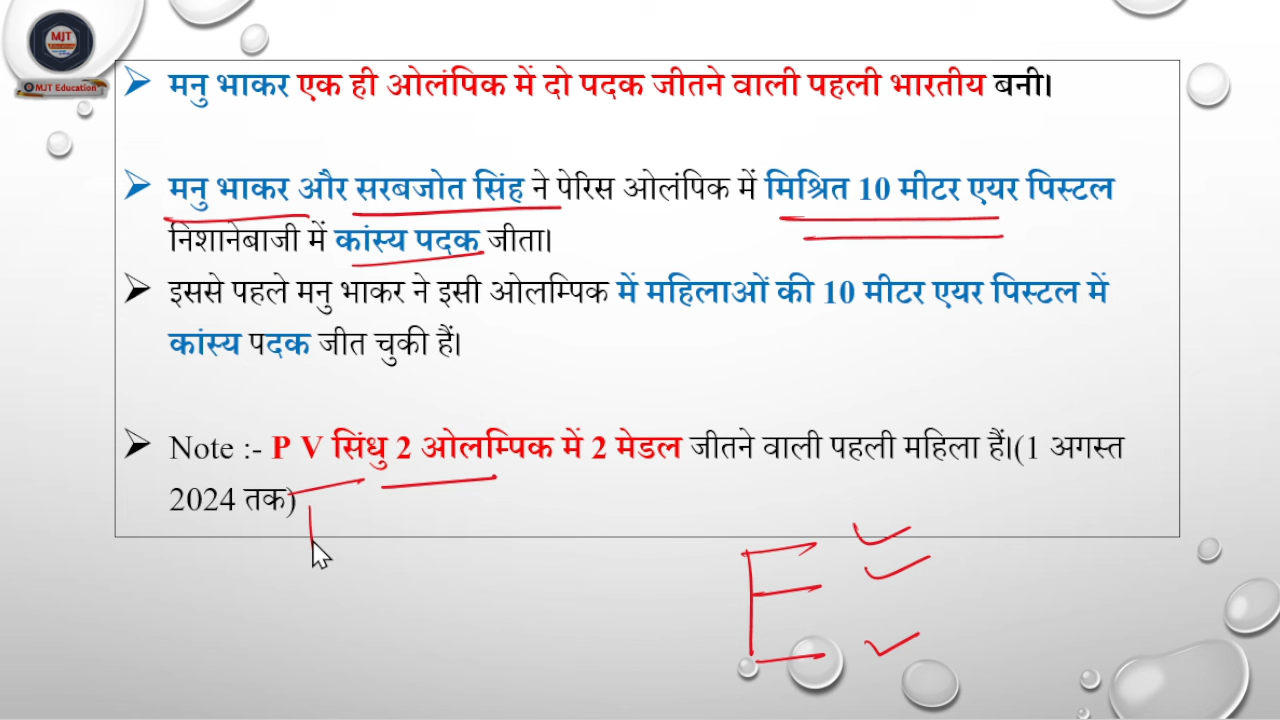 MJT
Education
MJT Education
मनु भाकर एक ही ओलंपिक में दो पदक जीतने वाली पहली भारतीय बनी।
मनु भाकर और सरबजोत सिंह ने पेरिस ओलंपिक में मिश्रित 10 मीटर एयर पिस्टल
निशानेबाजी में कांस्य पदक जीता।
इससे पहले मनु भाकर ने इसी ओलम्पिक में महिलाओं की 10 मीटर एयर पिस्टल में
कांस्य पदक जीत चुकी हैं।
Note :- P V सिंधु 2 ओलम्पिक में 2 मेडल जीतने वाली पहली महिला हैं।(1 अगस्त
2024 तक)